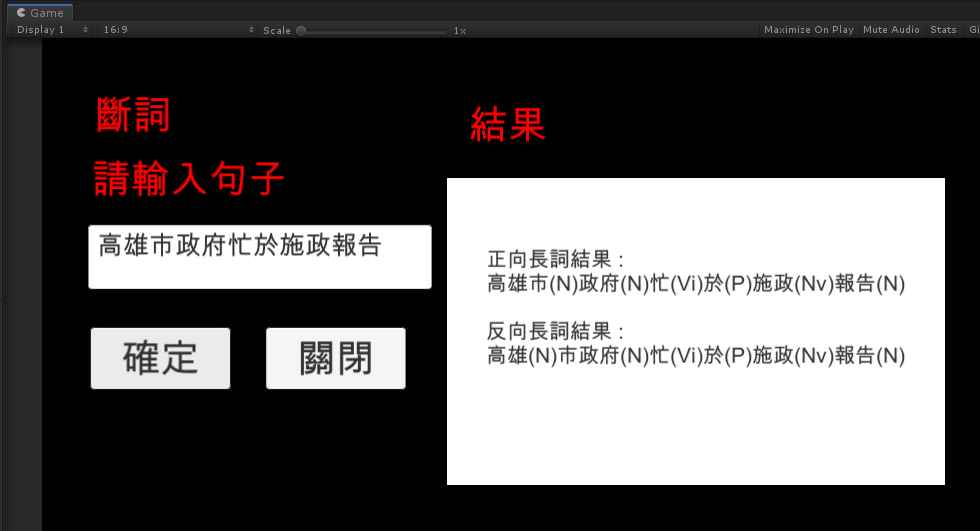 Game
Display 1 16:9 Scale 1x Maximize On Play Mute Audio Stats Gi
斷詞
請輸入句子
高雄市政府忙於施政報告
確定 關閉
結果
正向長詞結果：
高雄市(N)政府(N)忙(Vi)於(P)施政(Nv)報告(N)
反向長詞結果：
高雄(N)市政府(N)忙(Vi)於(P)施政(Nv)報告(N)